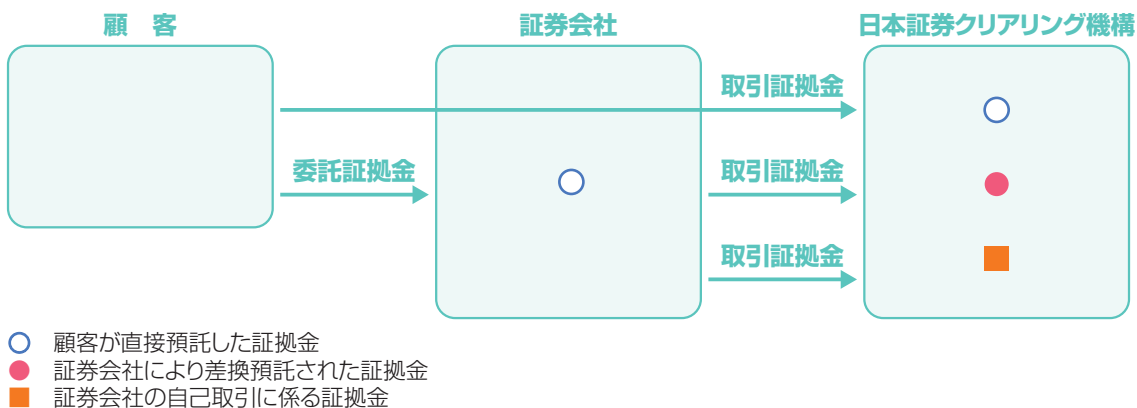 顧　客
証券会社
日本証券クリアリング機構
取引証拠金
委託証拠金
取引証拠金
取引証拠金
顧客が直接預託した証拠金
証券会社により差換預託された証拠金
証券会社の自己取引に係る証拠金